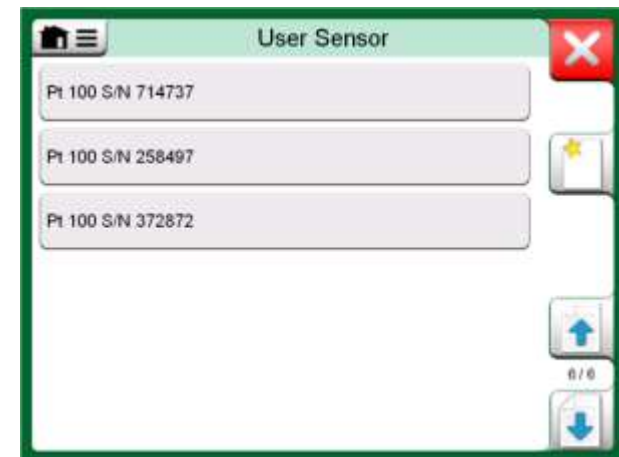 User Sensor
Pt 100 S/N 714737
Pt 100 S/N 258497
Pt 100 S/N 372872
6 / 6